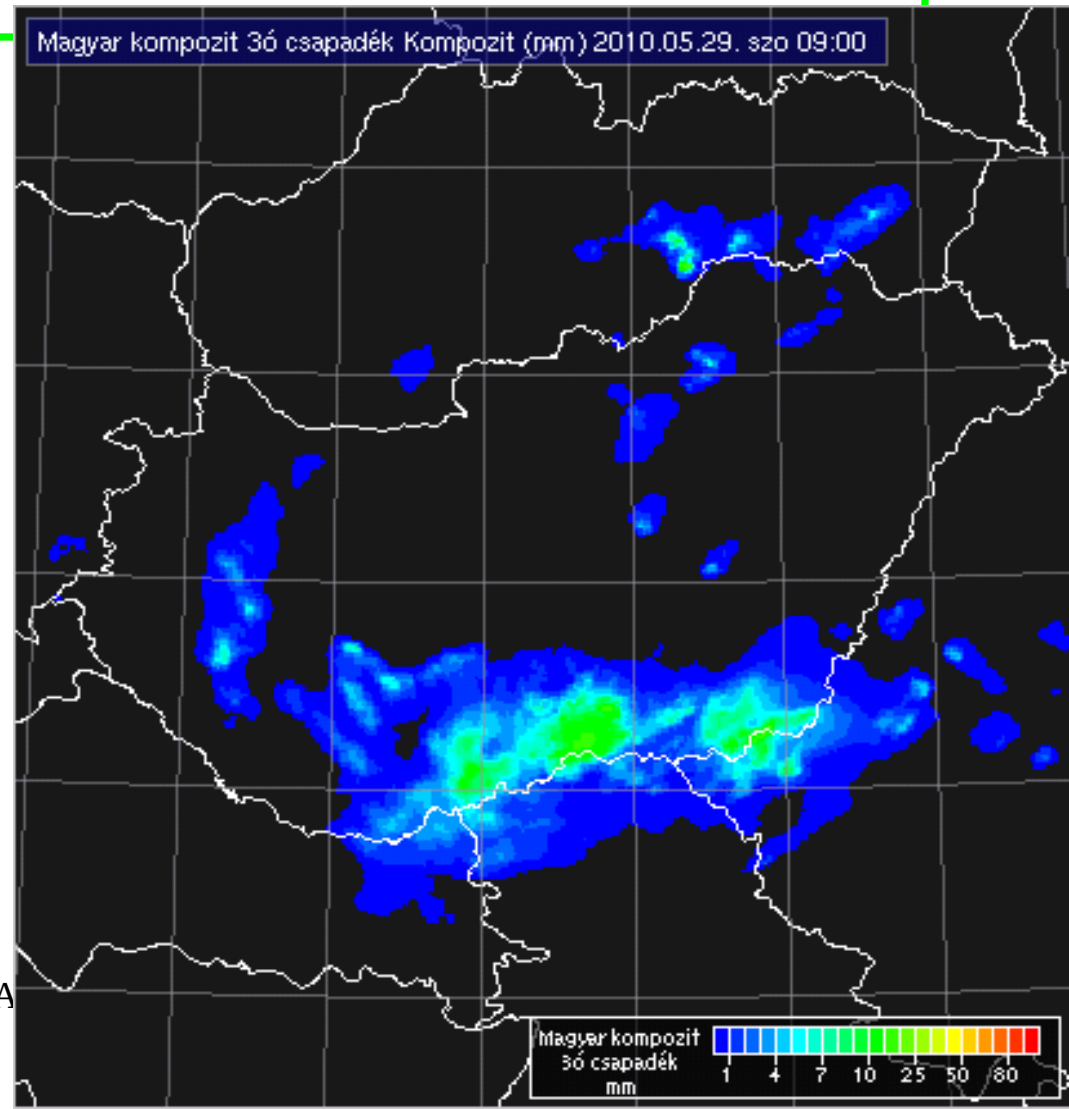 Magyar kompozit 3ó csapadék Kompozit (mm) 2010.05.29. szo 09:00
A
Magyar kompozit
3ó csapadék
mm
1 4 7 10 25 50 80